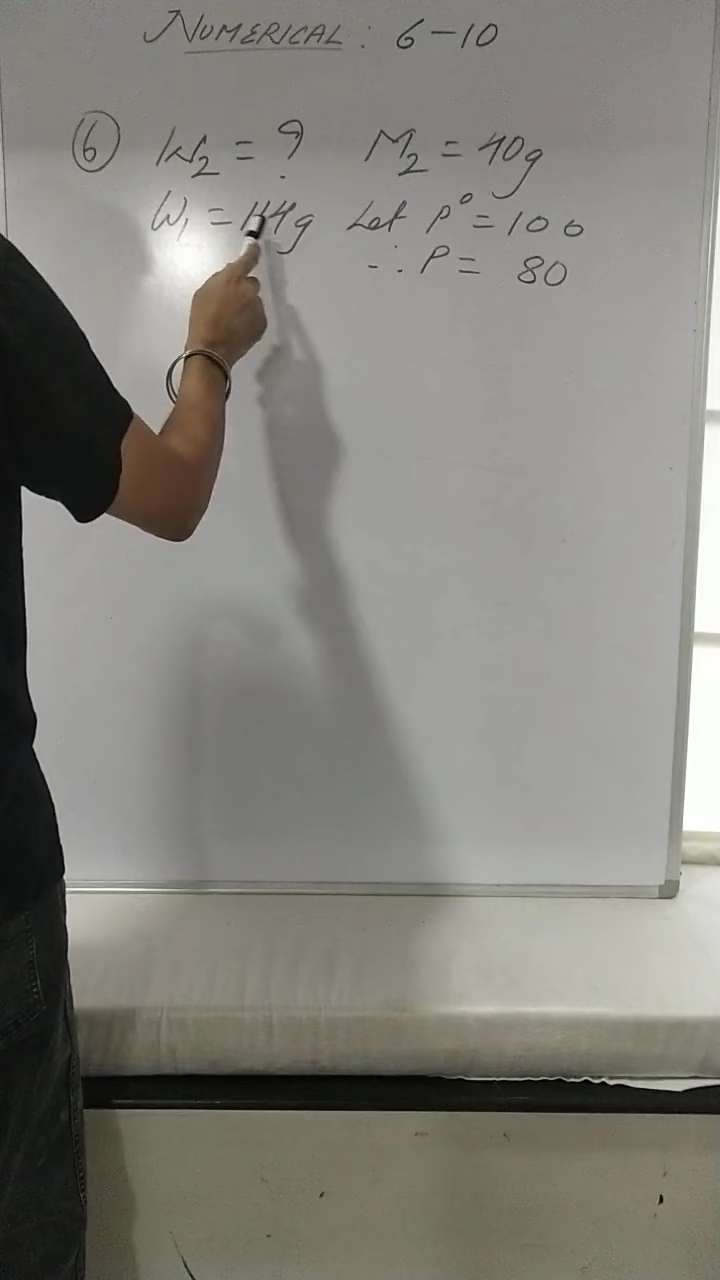 NUMERICAL : 6-10
⑥ W₂ = ? M₂ = 40g
W₁ = 114g Let P° = 100
∴ P = 80